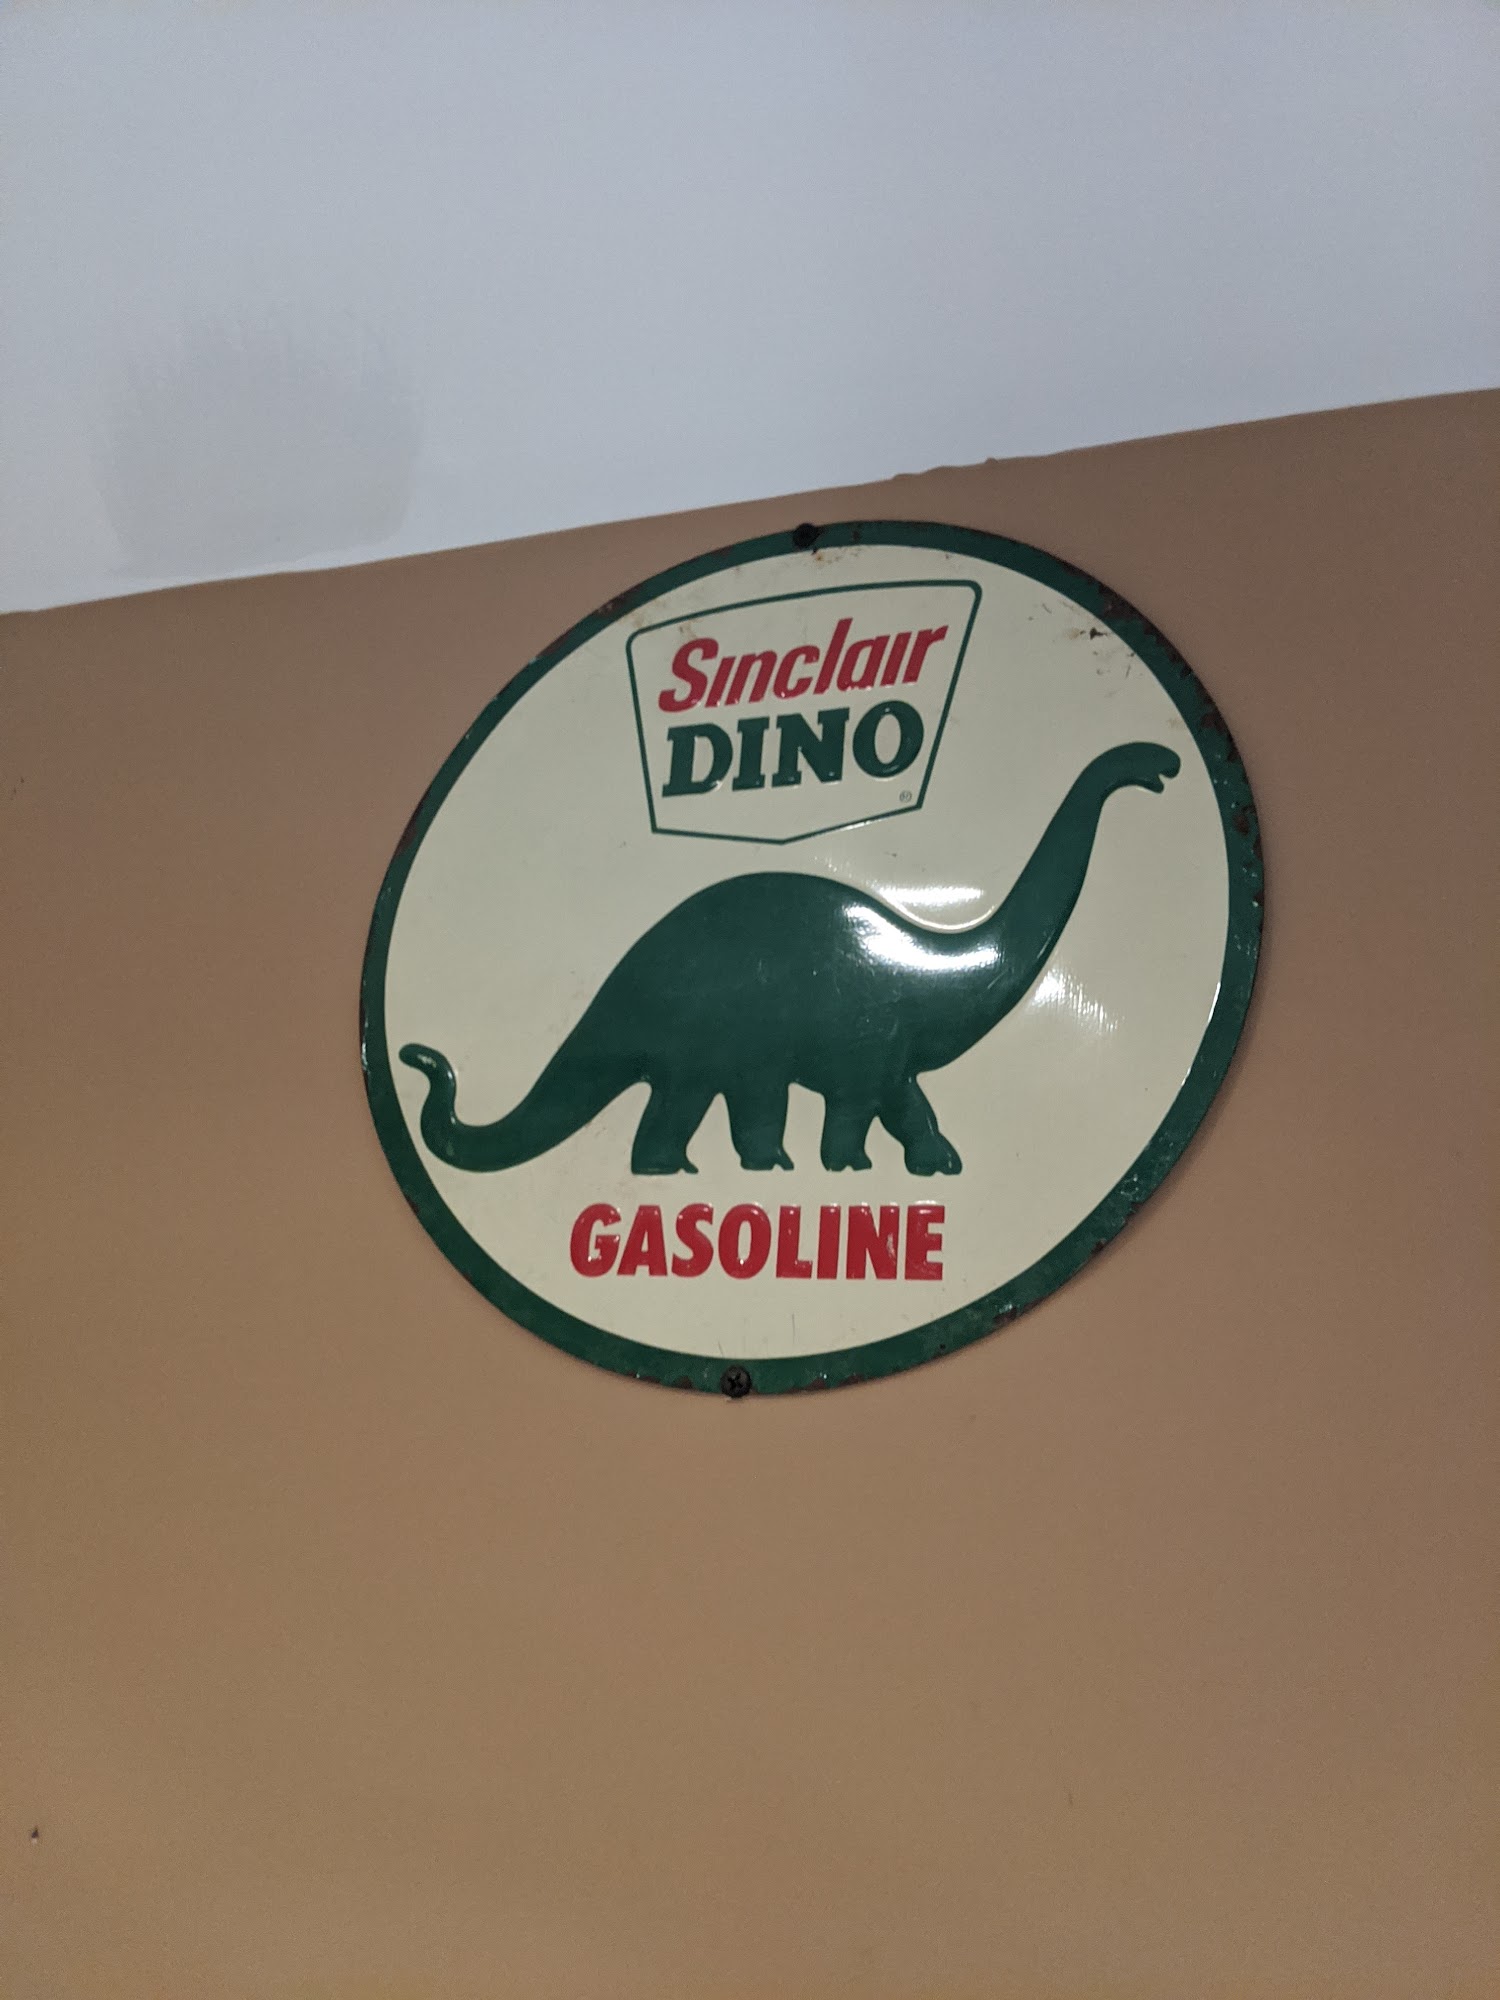 Sinclair
DINO
®
GASOLINE